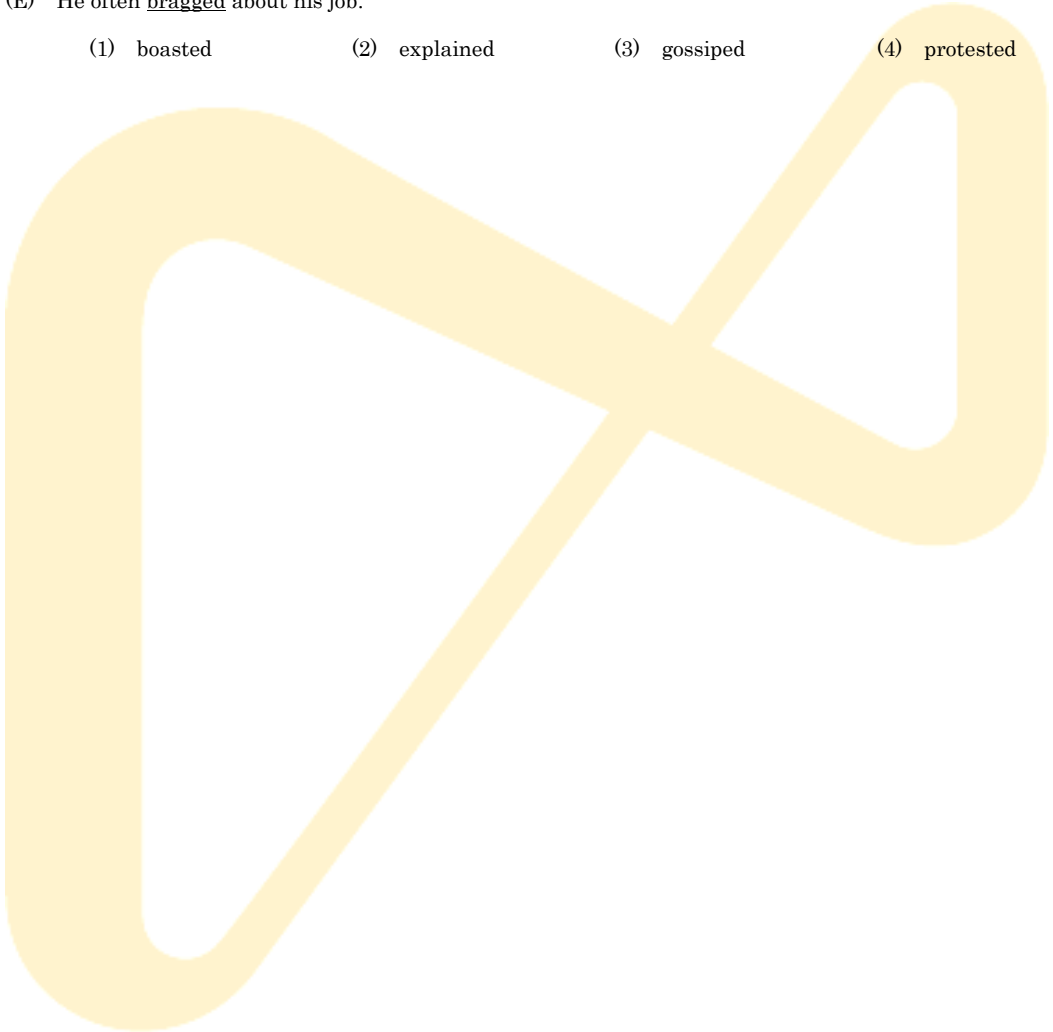 (E) He often bragged about his job.
(1) boasted (2) explained (3) gossiped (4) protested